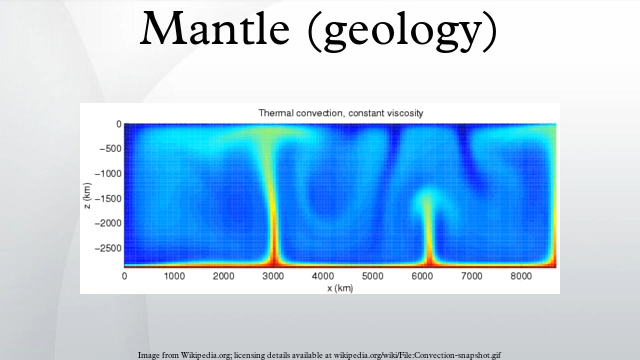 Mantle (geology)
Thermal convection, constant viscosity
0
−500
−1000
−1500
−2000
−2500
z (km)
0 1000 2000 3000 4000 5000 6000 7000 8000
x (km)
Image from Wikipedia.org; licensing details available at wikipedia.org/wiki/File:Convection-snapshot.gif